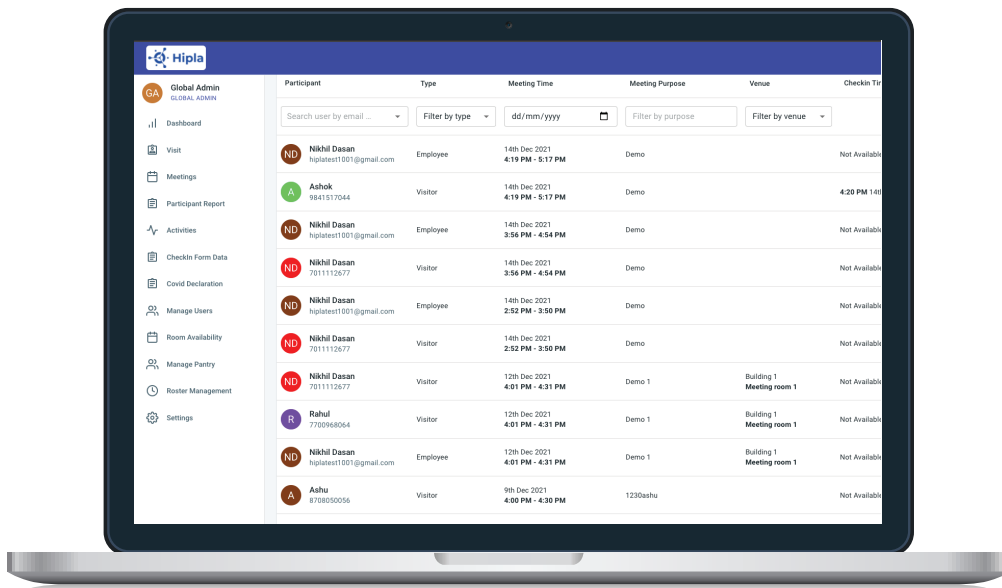 Hipla
GA
Global Admin
GLOBAL ADMIN
Dashboard
Visit
Meetings
Participant Report
Activities
CheckIn Form Data
Covid Declaration
Manage Users
Room Availability
Manage Pantry
Roster Management
Settings
Participant Type Meeting Time Meeting Purpose Venue Checkin Tir
Search user by email ... Filter by type dd/mm/yyyy Filter by purpose Filter by venue
ND Nikhil Dasan hiplatest1001@gmail.com Employee 14th Dec 2021 4:19 PM - 5:17 PM Demo Not Available
A Ashok 9841517044 Visitor 14th Dec 2021 4:19 PM - 5:17 PM Demo 4:20 PM 14tl
ND Nikhil Dasan hiplatest1001@gmail.com Employee 14th Dec 2021 3:56 PM - 4:54 PM Demo Not Available
ND Nikhil Dasan 7011112677 Visitor 14th Dec 2021 3:56 PM - 4:54 PM Demo Not Available
ND Nikhil Dasan hiplatest1001@gmail.com Employee 14th Dec 2021 2:52 PM - 3:50 PM Demo Not Available
ND Nikhil Dasan 7011112677 Visitor 14th Dec 2021 2:52 PM - 3:50 PM Demo Not Available
ND Nikhil Dasan 7011112677 Visitor 12th Dec 2021 4:01 PM - 4:31 PM Demo 1 Building 1 Meeting room 1 Not Available
R Rahul 7700968064 Visitor 12th Dec 2021 4:01 PM - 4:31 PM Demo 1 Building 1 Meeting room 1 Not Available
ND Nikhil Dasan hiplatest1001@gmail.com Employee 12th Dec 2021 4:01 PM - 4:31 PM Demo 1 Building 1 Meeting room 1 Not Available
A Ashu 8708050056 Visitor 9th Dec 2021 4:00 PM - 4:30 PM 1230ashu Not Available